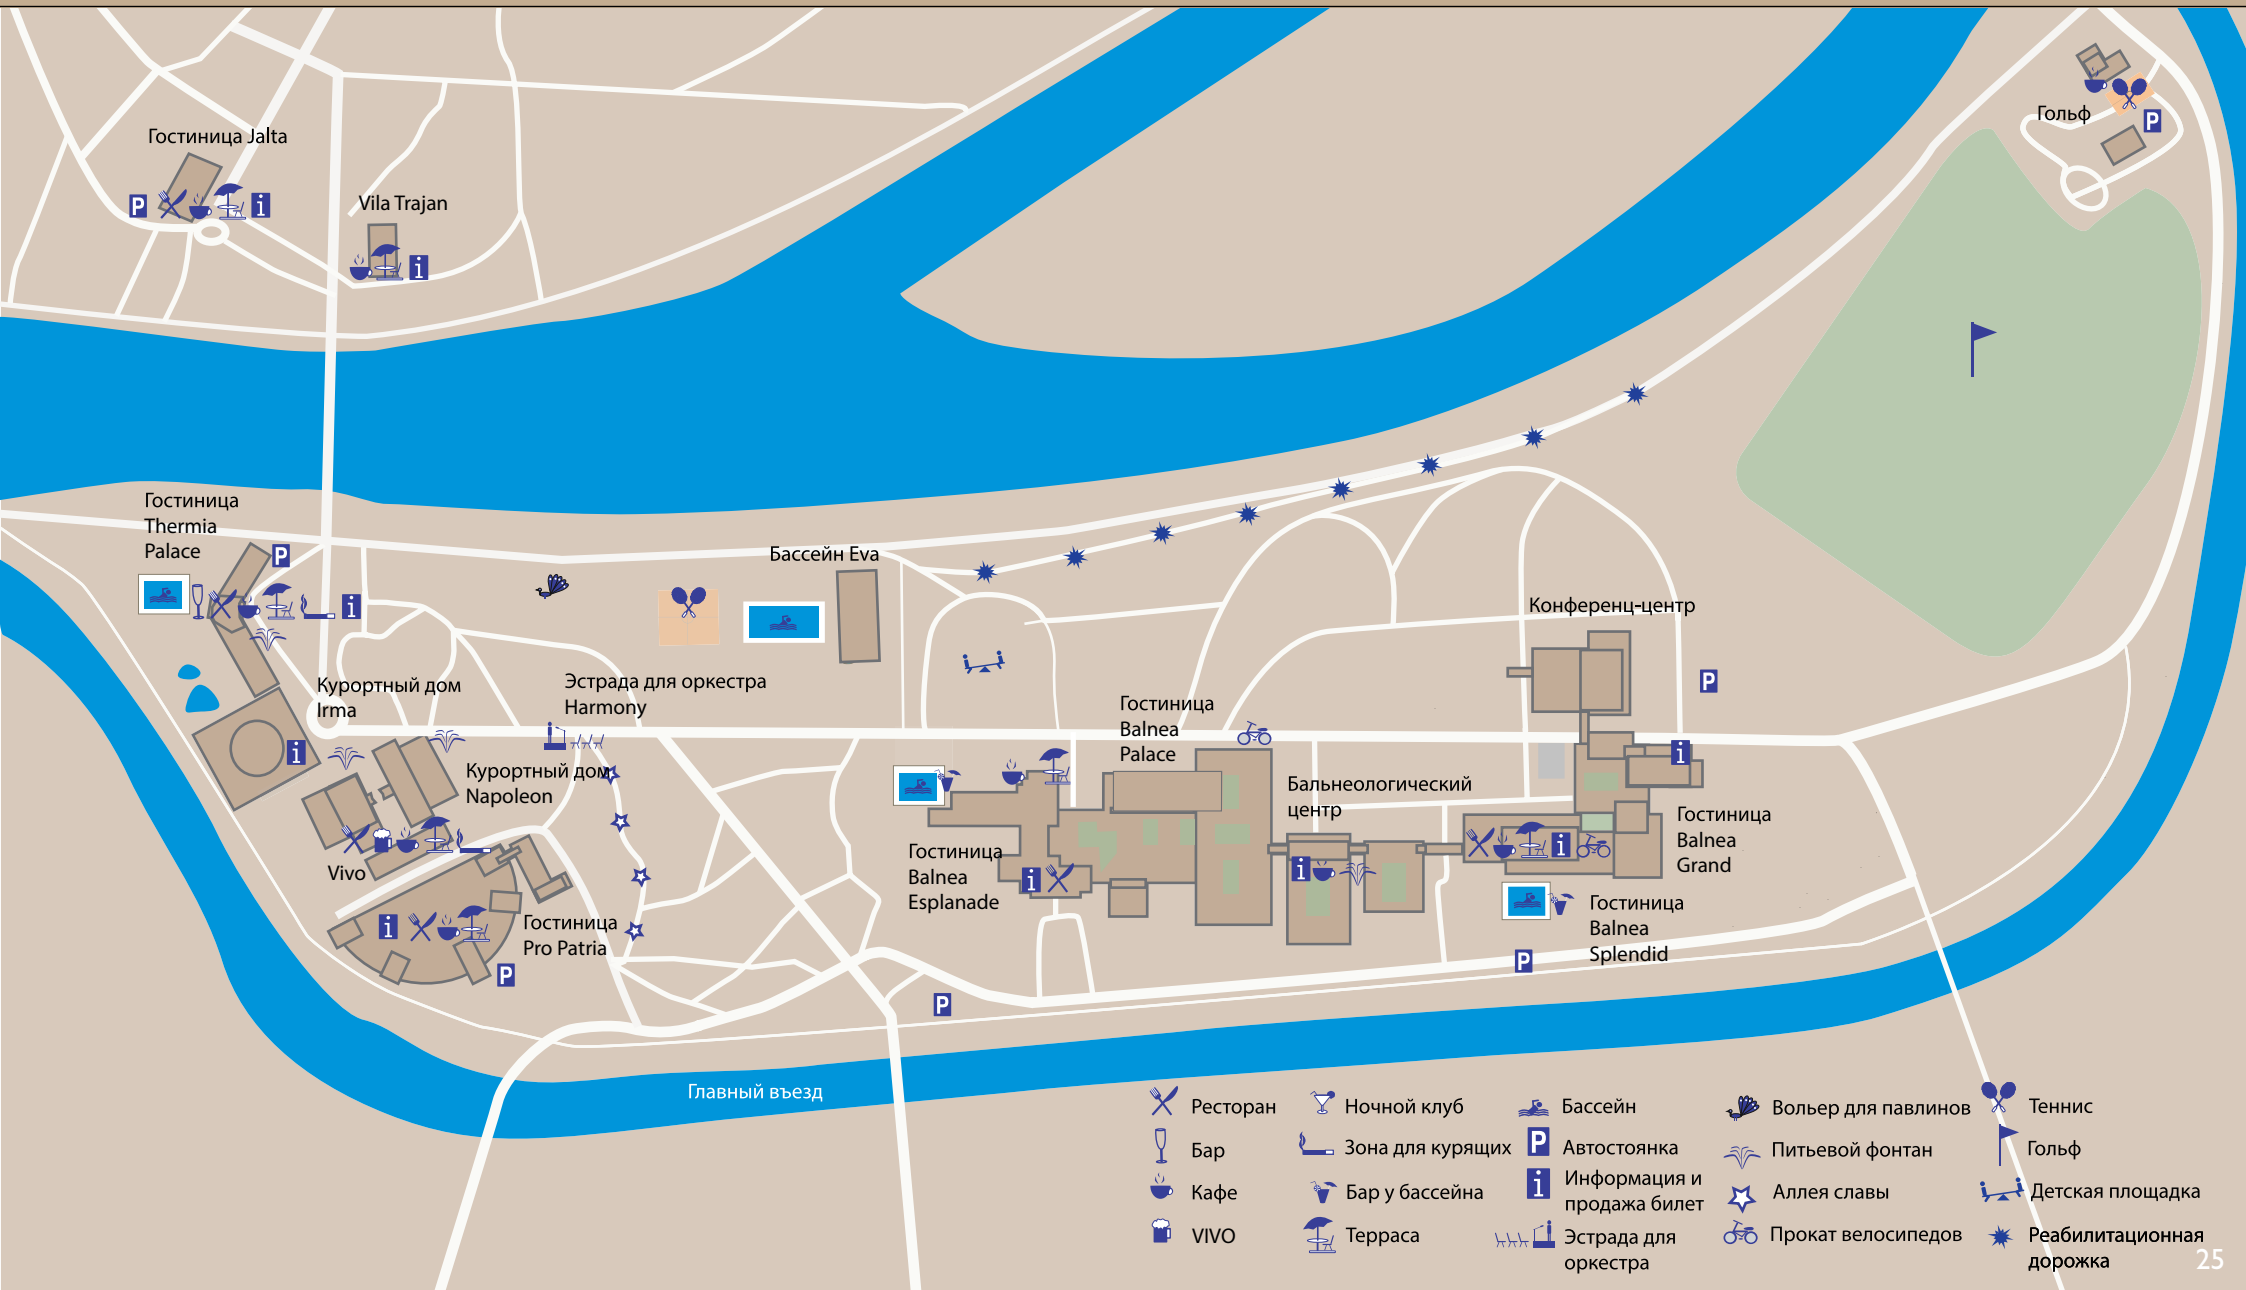 Гостиница Jalta
Vila Trajan
Гольф
P
P
i
i
Гостиница
Thermia
Palace
P
i
Бассейн Eva
Конференц-центр
P
Курортный дом
Irma
i
Эстрада для оркестра
Harmony
Гостиница
Balnea
Palace
i
Курортный дом
Napoleon
Бальнеологический
центр
Гостиница
Balnea
Grand
Vivo
Гостиница
Balnea
Esplanade
i
i
i
Гостиница
Pro Patria
i
P
Гостиница
Balnea
Splendid
P
P
Главный въезд
Ресторан
Бар
Кафе
VIVO
Ночной клуб
Зона для курящих
Бар у бассейна
Терраса
Бассейн
P Автостоянка
i Информация и
продажа билет
Эстрада для
оркестра
Вольер для павлинов
Питьевой фонтан
Аллея славы
Прокат велосипедов
Теннис
Гольф
Детская площадка
Реабилитационная
дорожка
25